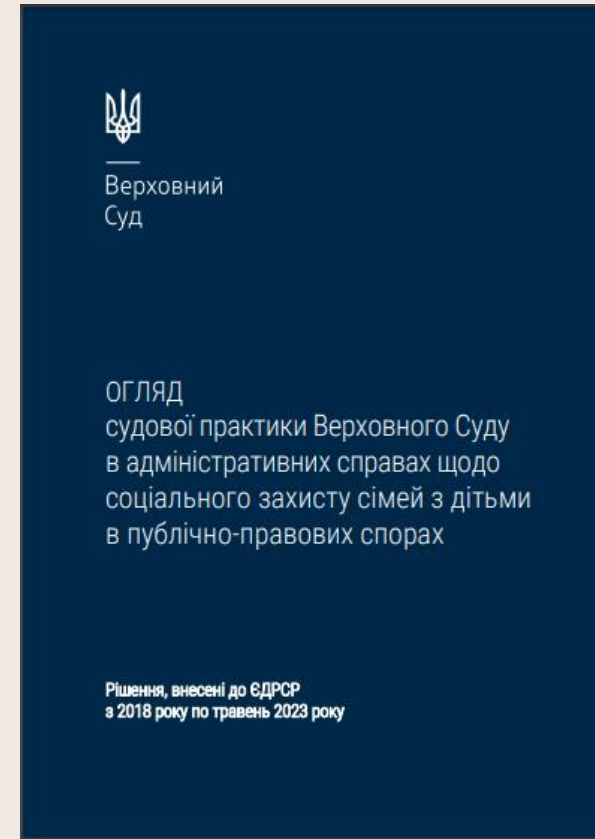 Верховний
Суд
ОГЛЯД
судової практики Верховного Суду
в адміністративних справах щодо
соціального захисту сімей з дітьми
в публічно-правових спорах
Рішення, внесені до ЄДРСР
з 2018 року по травень 2023 року